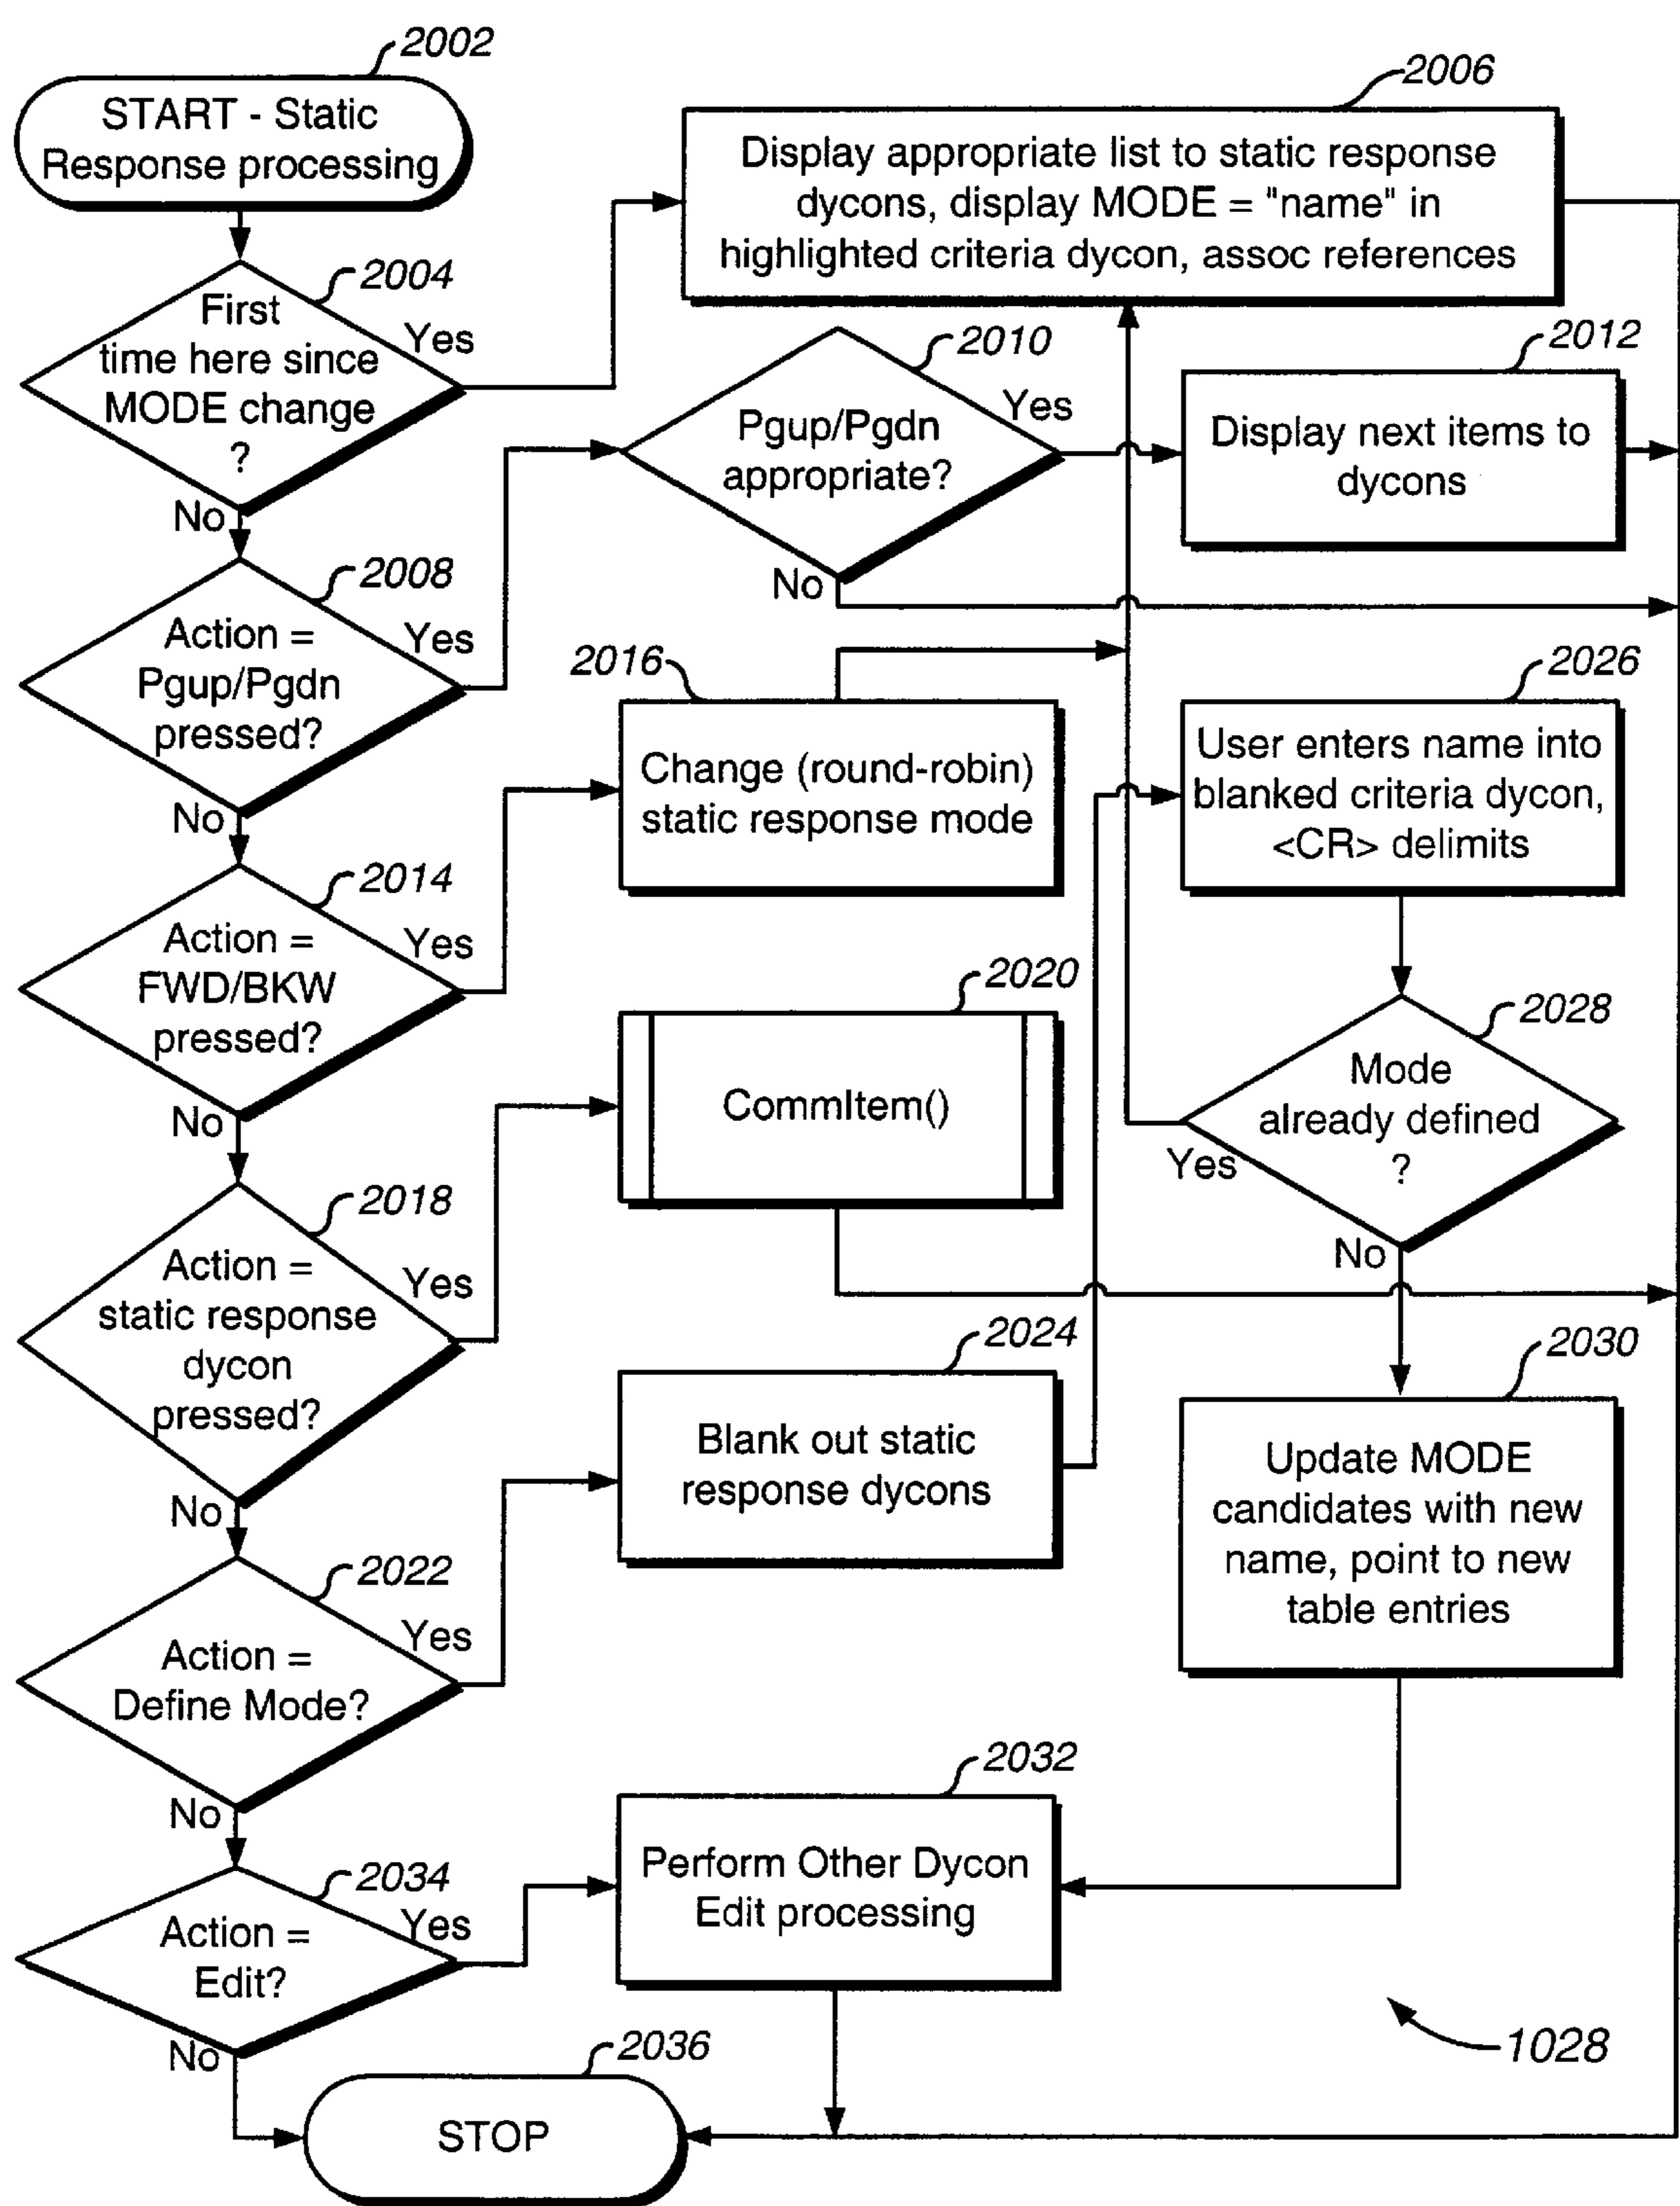 2002
START - Static
Response processing
2006
Display appropriate list to static response
dycons, display MODE = "name" in
highlighted criteria dycon, assoc references
2004
First
time here since
MODE change
?
Yes
No
2010
Pgup/Pgdn
appropriate?
Yes
No
2012
Display next items to
dycons
2008
Action =
Pgup/Pgdn
pressed?
Yes
No
2016
Change (round-robin)
static response mode
2026
User enters name into
blanked criteria dycon,
<CR> delimits
2014
Action =
FWD/BKW
pressed?
Yes
No
2020
CommItem()
2028
Mode
already defined
?
Yes
No
2018
Action =
static response
dycon
pressed?
Yes
No
2024
Blank out static
response dycons
2030
Update MODE
candidates with new
name, point to new
table entries
2022
Action =
Define Mode?
Yes
No
2032
Perform Other Dycon
Edit processing
2034
Action =
Edit?
Yes
No
2036
STOP
1028